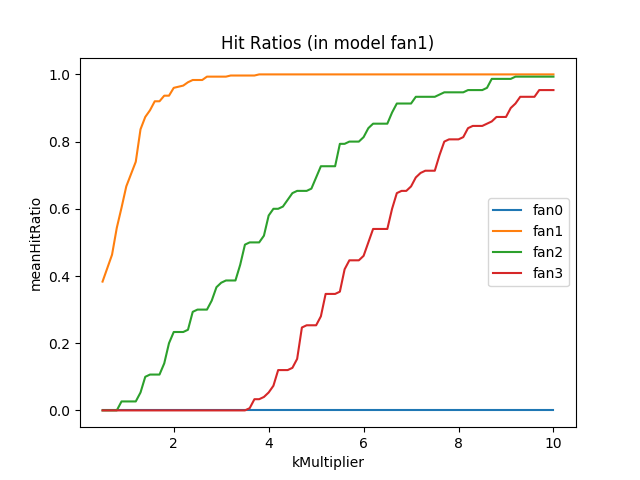 Hit Ratios (in model fan1)
meanHitRatio
1.0
0.8
0.6
0.4
0.2
0.0
fan0
fan1
fan2
fan3
2 4 6 8 10
kMultiplier